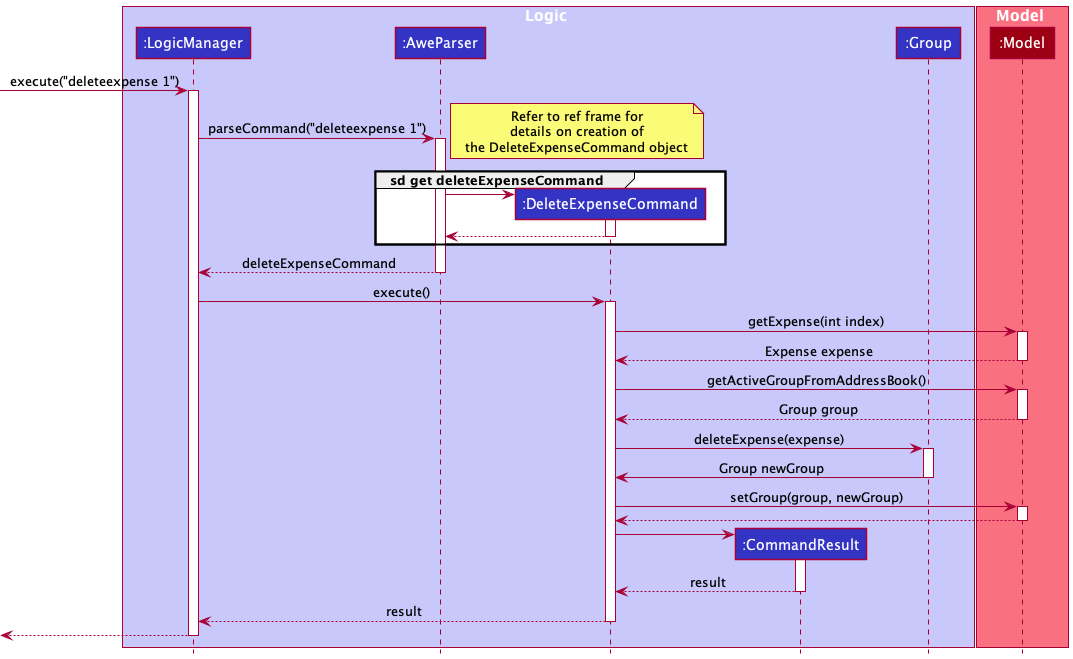 Logic
Model
:LogicManager
:AweParser
:Group
:Model
execute("deleteexpense 1")
Refer to ref frame for
details on creation of
the DeleteExpenseCommand object
parseCommand("deleteexpense 1")
sd get deleteExpenseCommand
:DeleteExpenseCommand
deleteExpenseCommand
execute()
getExpense(int index)
Expense expense
getActiveGroupFromAddressBook()
Group group
deleteExpense(expense)
Group newGroup
setGroup(group, newGroup)
:CommandResult
result
result